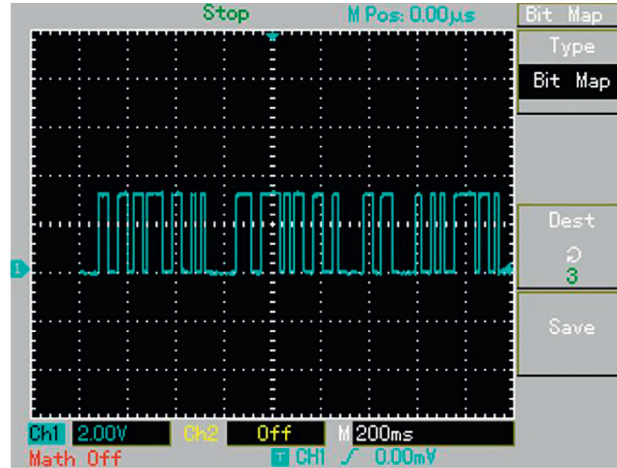 Stop M Pos: 0.00μs Bit Map
Type
Bit Map
1
Dest
3
Save
Ch1 2.00V Ch2 Off M 200ms
Math Off T CH1 0.00mV